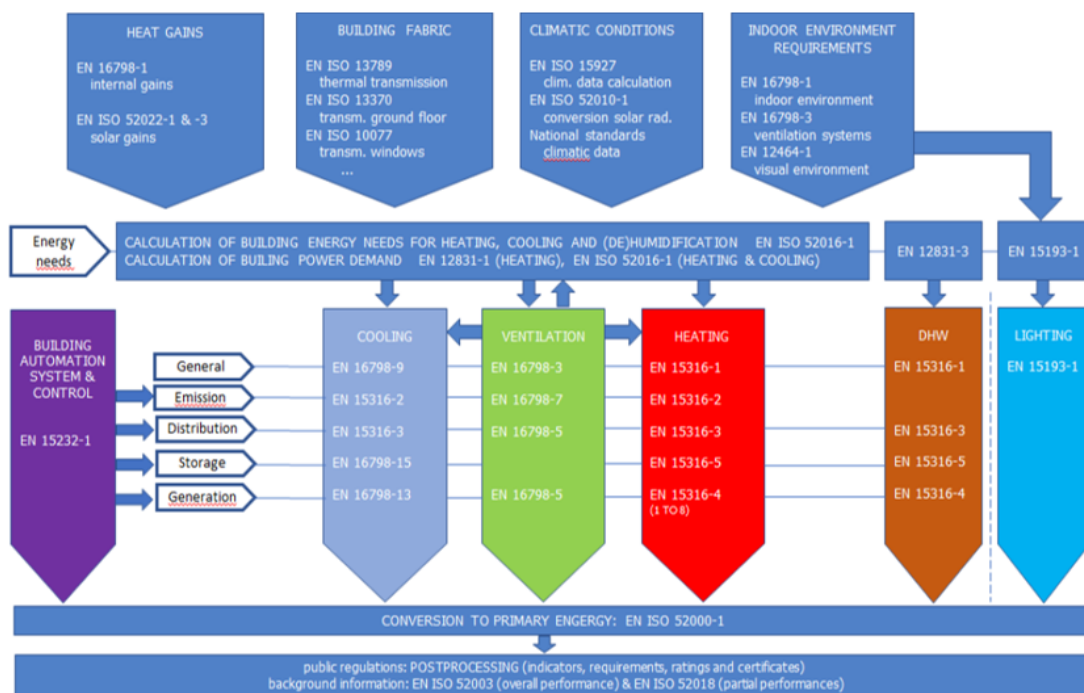 HEAT GAINS
EN 16798-1
internal gains
EN ISO 52022-1 & -3
solar gains
BUILDING FABRIC
EN ISO 13789
thermal transmission
EN ISO 13370
transm. ground floor
EN ISO 10077
transm. windows
...
CLIMATIC CONDITIONS
EN ISO 15927
clim. data calculation
EN ISO 52010-1
conversion solar rad.
National standards
climatic data
INDOOR ENVIRONMENT
REQUIREMENTS
EN 16798-1
indoor environment
EN 16798-3
ventilation systems
EN 12464-1
visual environment
Energy
needs
CALCULATION OF BUILDING ENERGY NEEDS FOR HEATING, COOLING AND (DE)HUMIDIFICATION EN ISO 52016-1
CALCULATION OF BUILING POWER DEMAND EN 12831-1 (HEATING), EN ISO 52016-1 (HEATING & COOLING)
EN 12831-3
EN 15193-1
BUILDING
AUTOMATION
SYSTEM &
CONTROL
EN 15232-1
General
Emission
Distribution
Storage
Generation
COOLING
EN 16798-9
EN 15316-2
EN 15316-3
EN 16798-15
EN 16798-13
VENTILATION
EN 16798-3
EN 16798-7
EN 16798-5
EN 16798-5
HEATING
EN 15316-1
EN 15316-2
EN 15316-3
EN 15316-5
EN 15316-4
(1 TO 8)
DHW
EN 15316-1
EN 15316-3
EN 15316-5
EN 15316-4
LIGHTING
EN 15193-1
CONVERSION TO PRIMARY ENGERGY: EN ISO 52000-1
public regulations: POSTPROCESSING (indicators, requirements, ratings and certificates)
background information: EN ISO 52003 (overall performance) & EN ISO 52018 (partial performances)